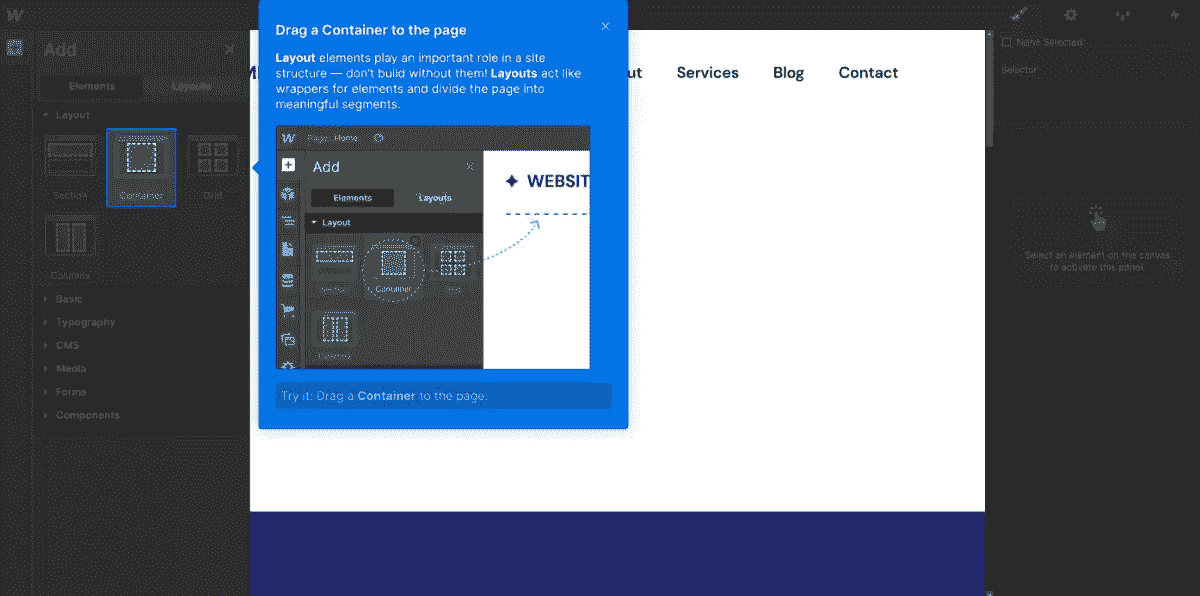 W
Add
Elements
Layouts
Layout
Section
Container
Grid
Columns
Basic
Typography
CMS
Media
Forms
Components
Drag a Container to the page
Layout elements play an important role in a site
structure — don't build without them! Layouts act like
wrappers for elements and divide the page into
meaningful segments.
W Page: Home
Add
Elements
Layouts
Layout
Section
Container
Grid
Columns
WEBSIT
Try it: Drag a Container to the page.
Services
Blog
Contact
None Selected
Selector
Select an element on the canvas
to activate this panel.